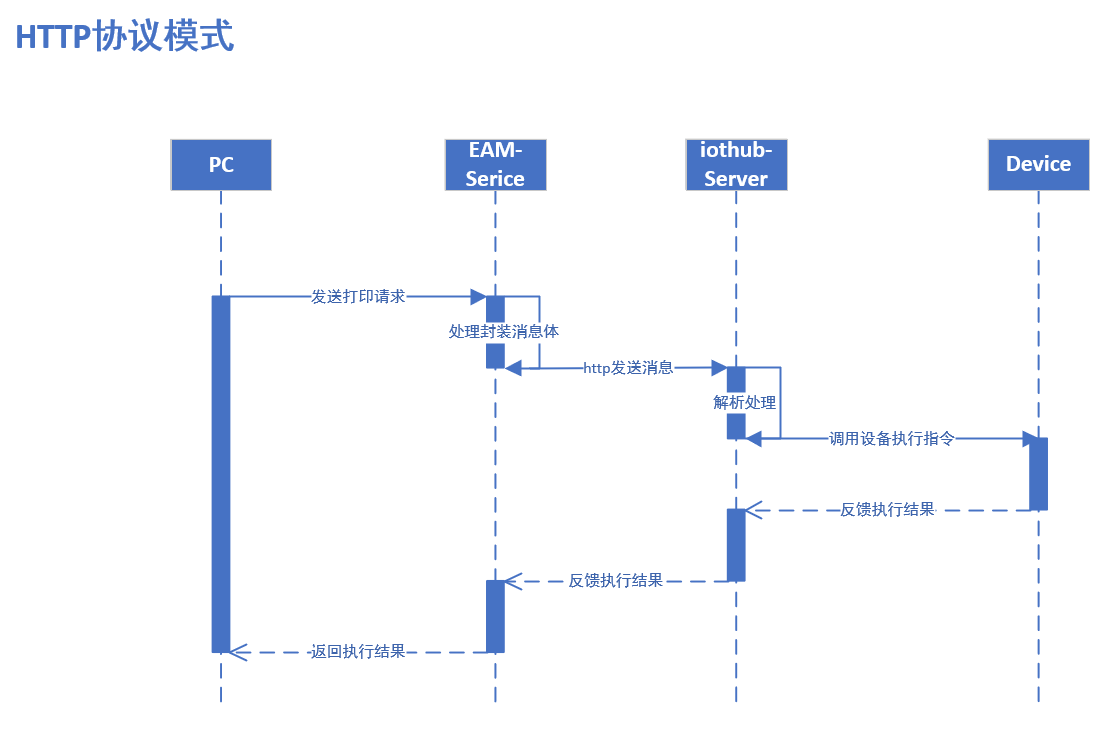 HTTP协议模式
PC
EAM-
Serice
iothub-
Server
Device
发送打印请求
处理封装消息体
http发送消息
解析处理
调用设备执行指令
反馈执行结果
反馈执行结果
返回执行结果